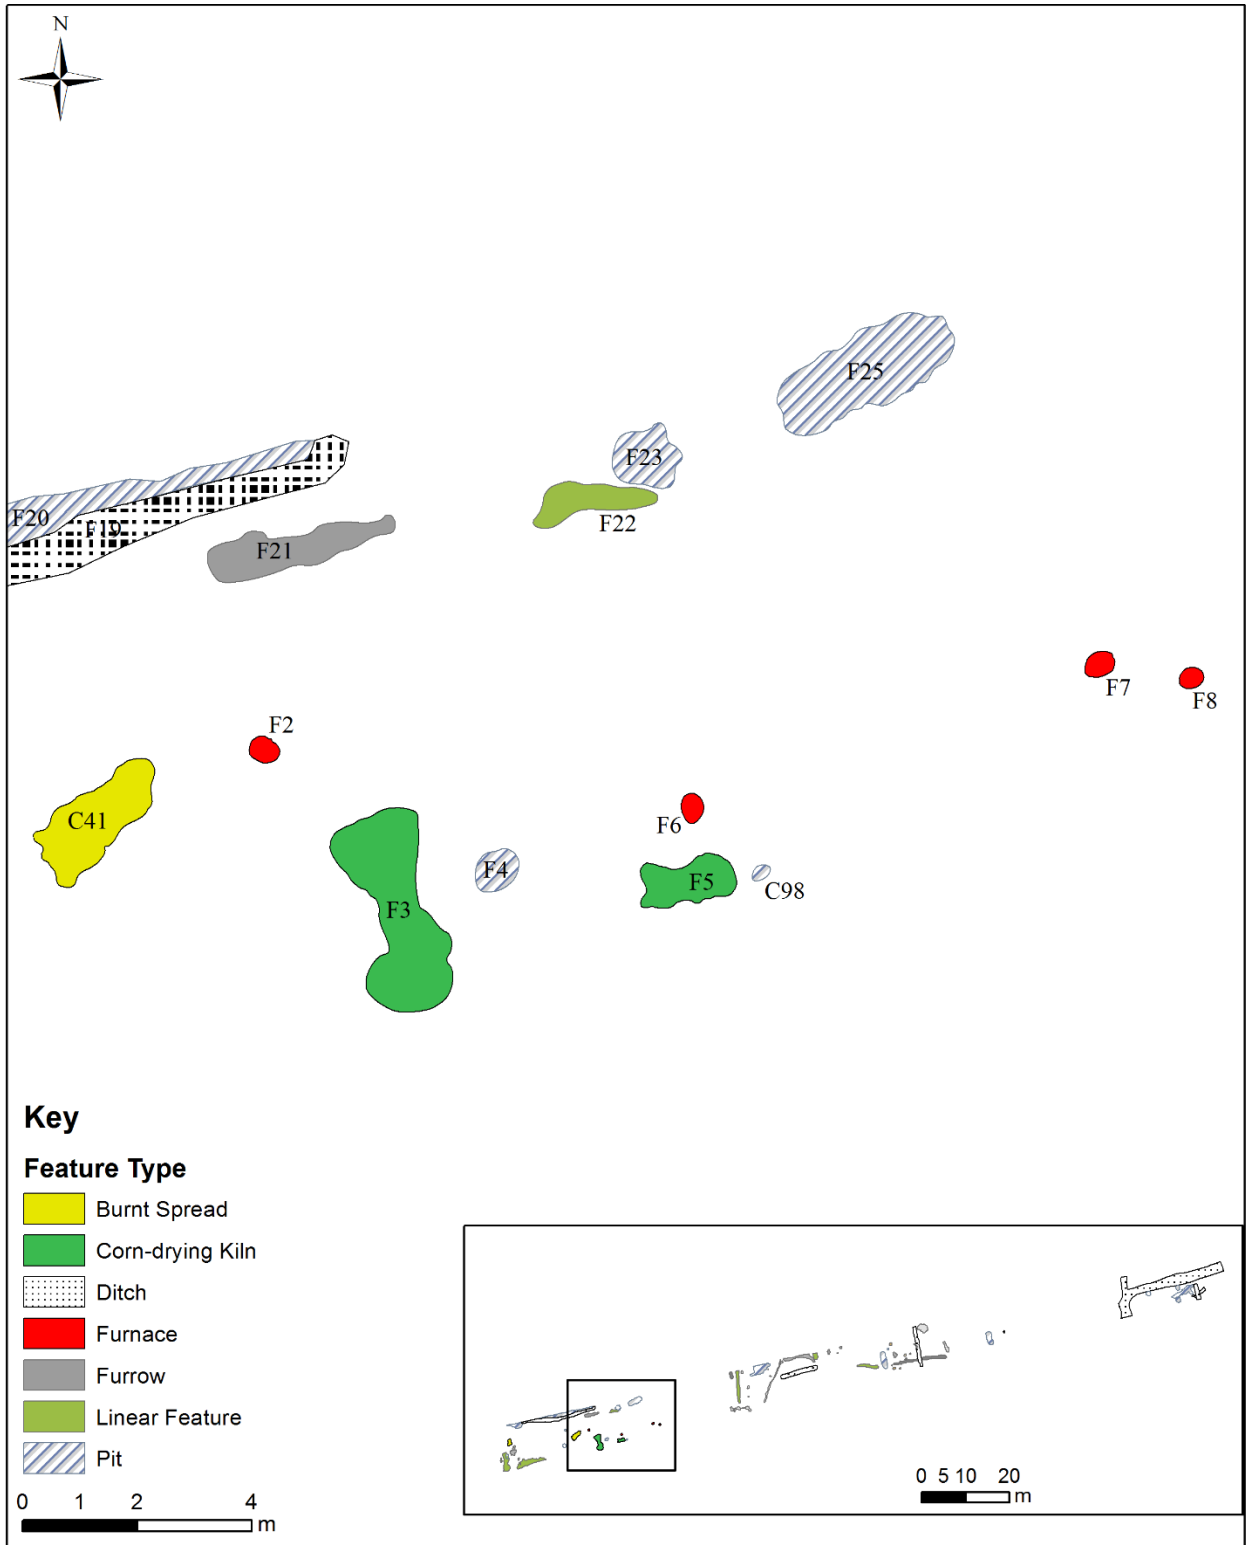 N
F25
F23
F20
F19
F22
F21
F7
F8
F2
C41
F6
F4
F5
C98
F3
Key
Feature Type
Burnt Spread
Corn-drying Kiln
Ditch
Furnace
Furrow
Linear Feature
Pit
0 1 2 4
m
0 5 10 20
m